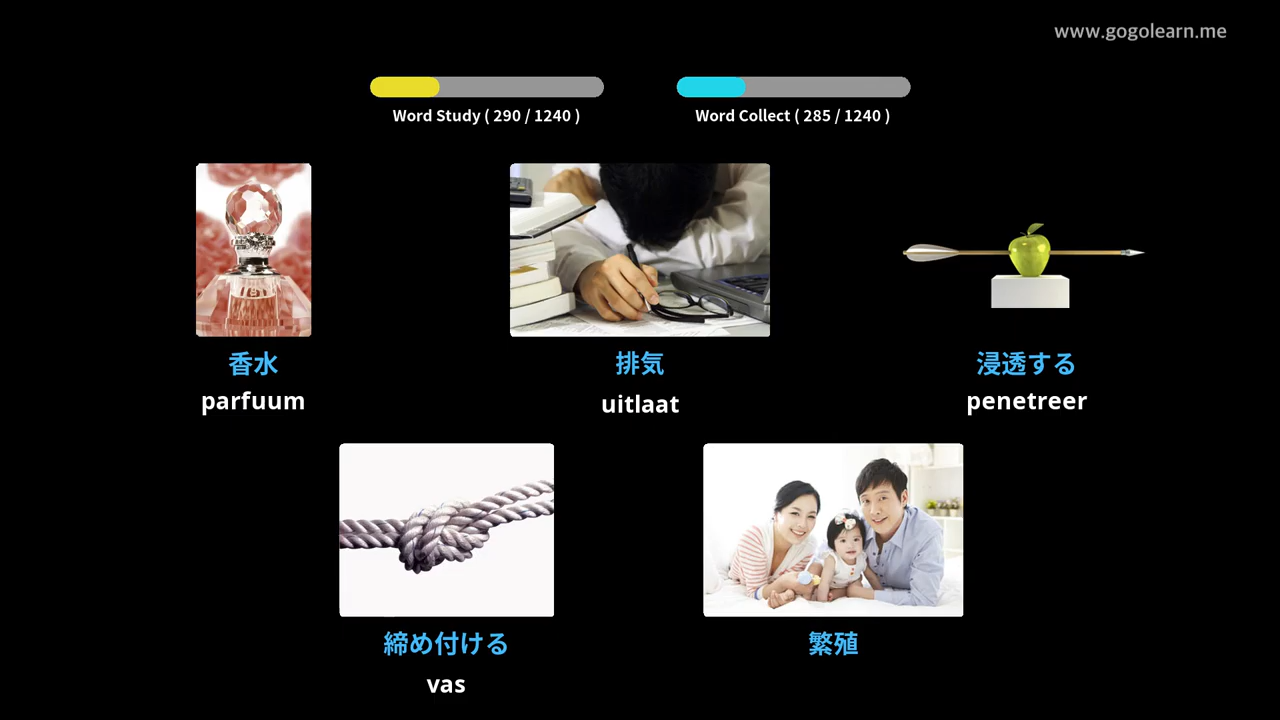 www.gogolearn.me
Word Study ( 290 / 1240 )
Word Collect ( 285 / 1240 )
香水
parfuum
排気
uitlaat
浸透する
penetreer
締め付ける
vas
繁殖